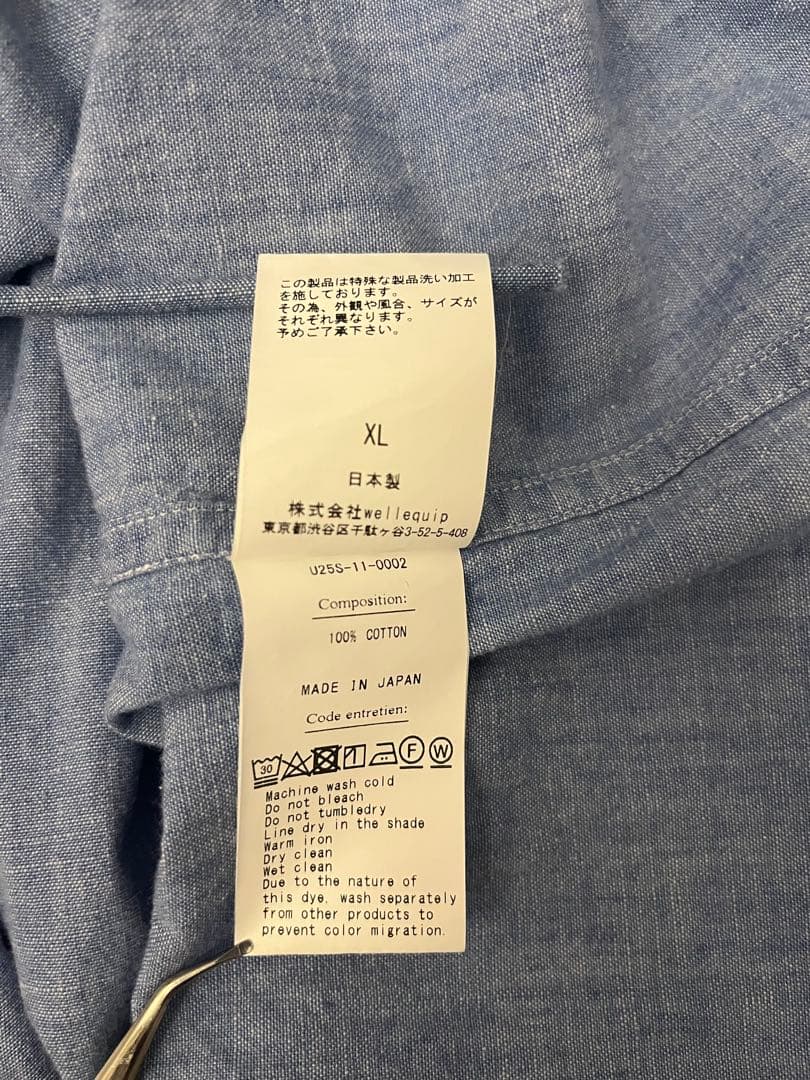 この製品は特殊な製品洗い加工
を施しております。
その為、外観や風合、サイズが
それぞれ異なります。
予めご了承下さい。
XL
日本製
株式会社wellequip
東京都渋谷区千駄ヶ谷3-52-5-408
U25S-11-0002
Composition:
100% COTTON
MADE IN JAPAN
Code entretien:
30 F W
Machine wash cold
Do not bleach
Do not tumbledry
Line dry in the shade
Warm iron
Dry clean
Wet clean
Due to the nature of
this dye, wash separately
from other products to
prevent color migration.